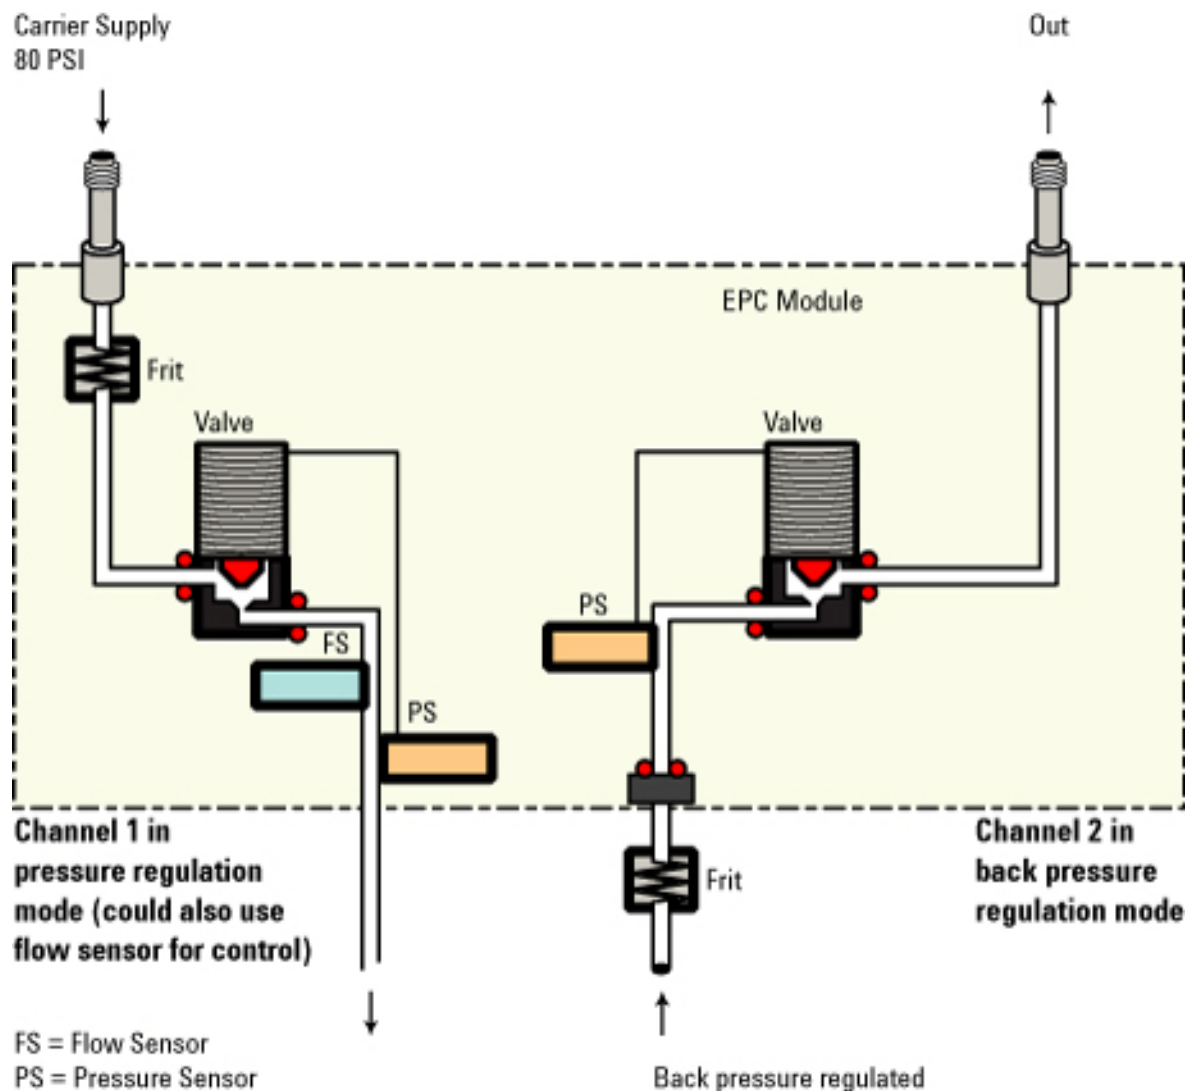 Carrier Supply
80 PSI
Out
EPC Module
Frit
Valve
Valve
PS
FS
PS
Channel 1 in
pressure regulation
mode (could also use
flow sensor for control)
Channel 2 in
back pressure
regulation mode
Frit
FS = Flow Sensor
PS = Pressure Sensor
Back pressure regulated